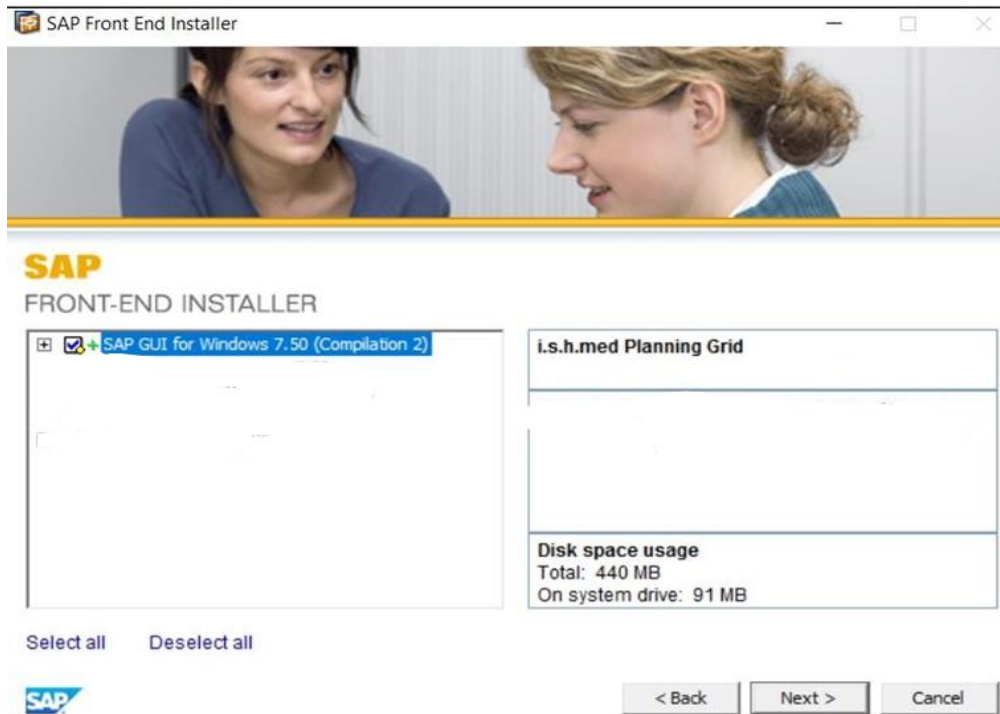 SAP Front End Installer
SAP
FRONT-END INSTALLER
SAP GUI for Windows 7.50 (Compilation 2)
i.s.h.med Planning Grid
Disk space usage
Total: 440 MB
On system drive: 91 MB
Select all Deselect all
SAP
< Back Next > Cancel